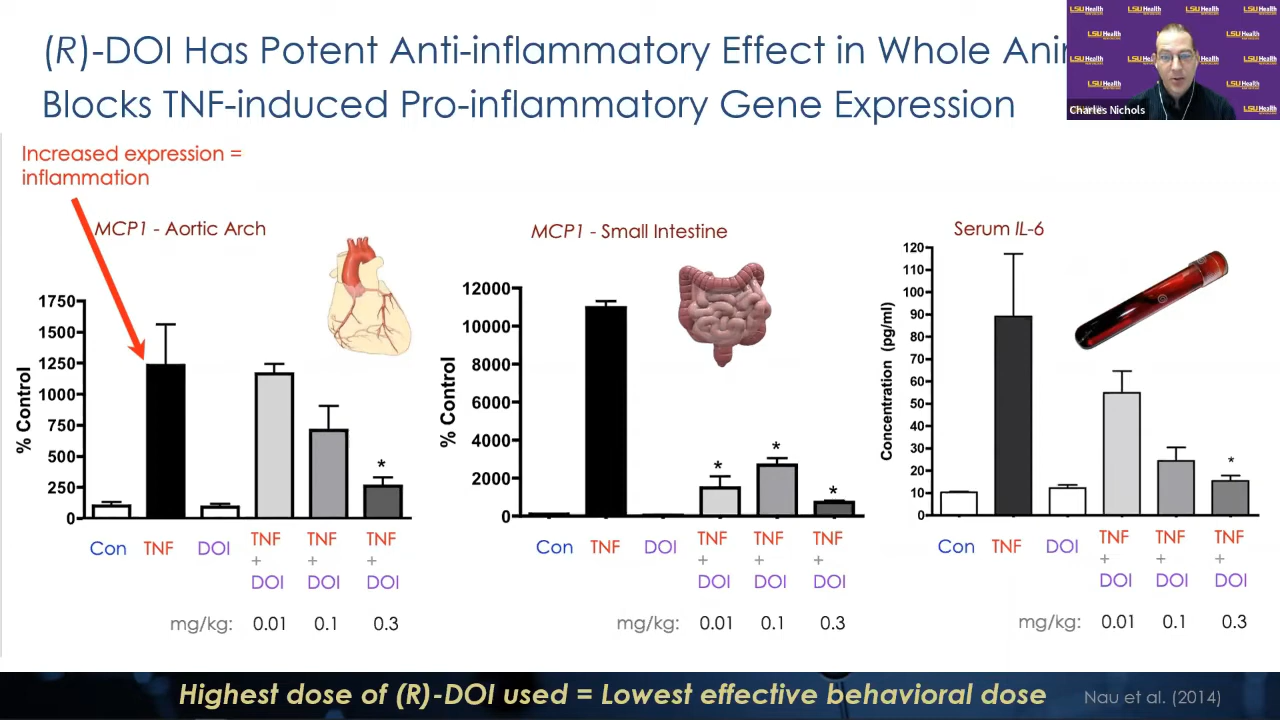 (R)-DOI Has Potent Anti-inflammatory Effect in Whole Ani
Blocks TNF-induced Pro-inflammatory Gene Expression
LSU Health
Charles Nichols
Increased expression =
inflammation
MCP1 - Aortic Arch
% Control
1750
1500
1250
1000
750
500
250
0
*
Con TNF DOI TNF + DOI TNF + DOI TNF + DOI
mg/kg: 0.01 0.1 0.3
MCP1 - Small Intestine
% Control
12000
10000
8000
6000
4000
2000
0
* * *
Con TNF DOI TNF + DOI TNF + DOI TNF + DOI
mg/kg: 0.01 0.1 0.3
Serum IL-6
Concentration (pg/ml)
120
110
100
90
80
70
60
50
40
30
20
10
0
*
Con TNF DOI TNF + DOI TNF + DOI TNF + DOI
mg/kg: 0.01 0.1 0.3
Highest dose of (R)-DOI used = Lowest effective behavioral dose
Nau et al. (2014)